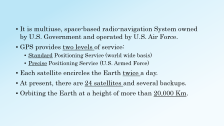 • It is multiuse, space-based radio-navigation System owned
by U.S. Government and operated by U.S. Air Force.
• GPS provides two levels of service:
• Standard Positioning Service (world wide basis)
• Precise Positioning Service (U.S. Armed Force)
• Each satellite encircles the Earth twice a day.
• At present, there are 24 satellites and several backups.
• Orbiting the Earth at a height of more than 20,000 Km.